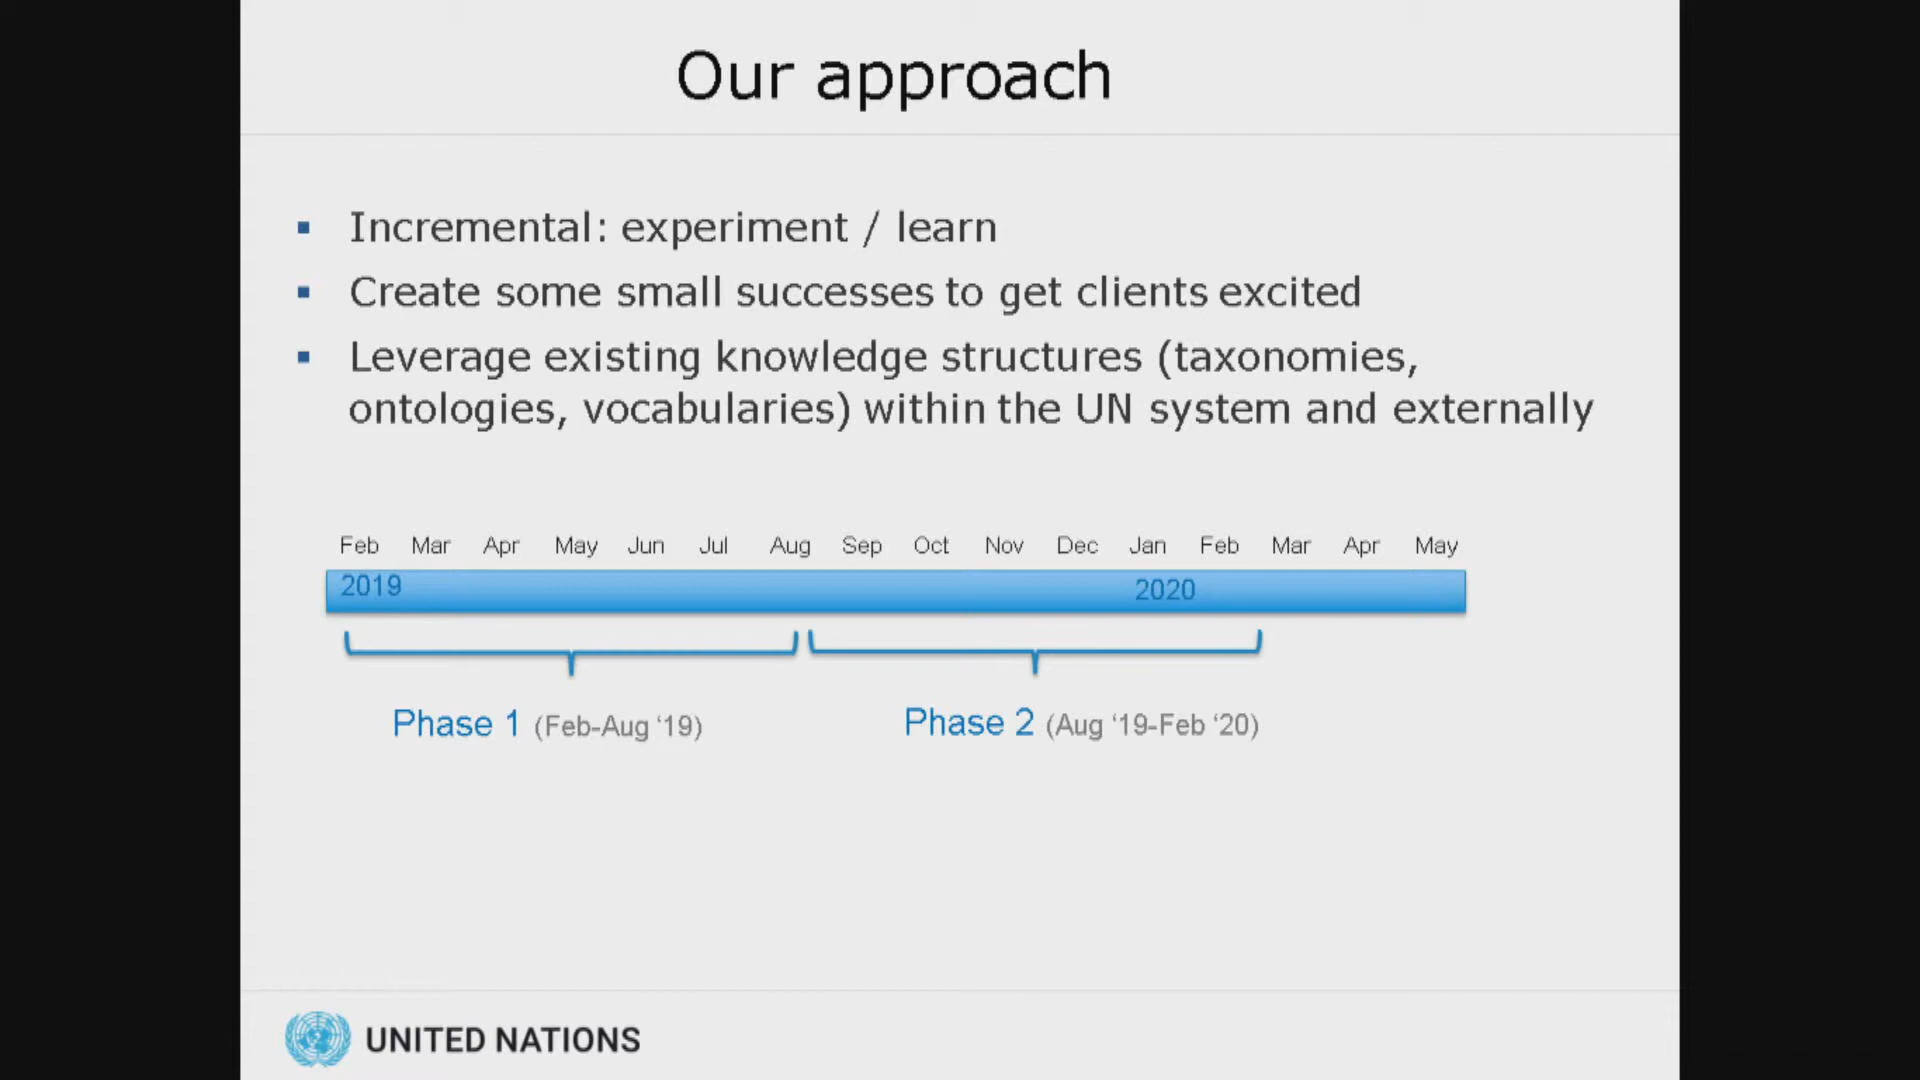 Our approach
▪ Incremental: experiment / learn
▪ Create some small successes to get clients excited
▪ Leverage existing knowledge structures (taxonomies,
ontologies, vocabularies) within the UN system and externally
Feb Mar Apr May Jun Jul Aug Sep Oct Nov Dec Jan Feb Mar Apr May
2019 2020
Phase 1 (Feb-Aug ‘19) Phase 2 (Aug ‘19-Feb ‘20)
UNITED NATIONS